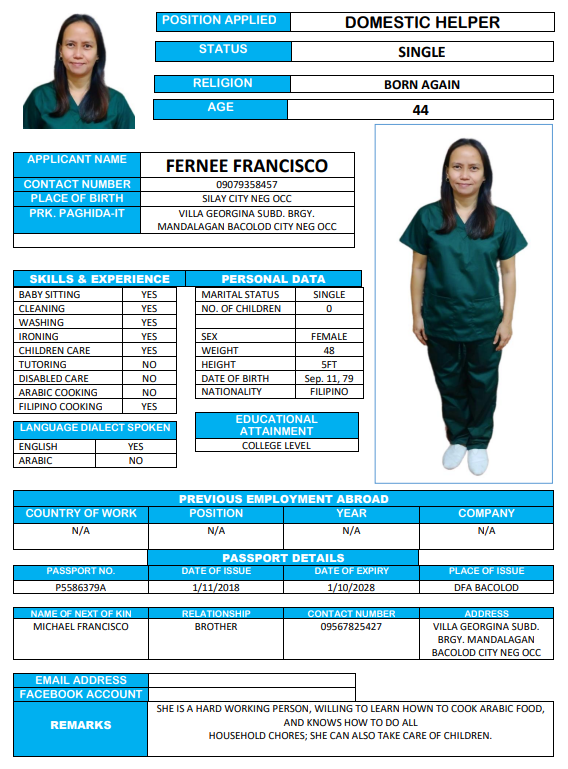 POSITION APPLIED DOMESTIC HELPER
STATUS SINGLE
RELIGION BORN AGAIN
AGE 44
APPLICANT NAME FERNEE FRANCISCO
CONTACT NUMBER 09079358457
PLACE OF BIRTH SILAY CITY NEG OCC
PRK. PAGHIDA-IT VILLA GEORGINA SUBD. BRGY.
MANDALAGAN BACOLOD CITY NEG OCC
SKILLS & EXPERIENCE
BABY SITTING YES
CLEANING YES
WASHING YES
IRONING YES
CHILDREN CARE YES
TUTORING NO
DISABLED CARE NO
ARABIC COOKING NO
FILIPINO COOKING YES
LANGUAGE DIALECT SPOKEN
ENGLISH YES
ARABIC NO
PERSONAL DATA
MARITAL STATUS SINGLE
NO. OF CHILDREN 0
SEX FEMALE
WEIGHT 48
HEIGHT 5FT
DATE OF BIRTH Sep. 11, 79
NATIONALITY FILIPINO
EDUCATIONAL
ATTAINMENT
COLLEGE LEVEL
PREVIOUS EMPLOYMENT ABROAD
COUNTRY OF WORK POSITION YEAR COMPANY
N/A N/A N/A N/A
PASSPORT DETAILS
PASSPORT NO. DATE OF ISSUE DATE OF EXPIRY PLACE OF ISSUE
P5586379A 1/11/2018 1/10/2028 DFA BACOLOD
NAME OF NEXT OF KIN RELATIONSHIP CONTACT NUMBER ADDRESS
MICHAEL FRANCISCO BROTHER 09567825427 VILLA GEORGINA SUBD.
BRGY. MANDALAGAN
BACOLOD CITY NEG OCC
EMAIL ADDRESS
FACEBOOK ACCOUNT
REMARKS
SHE IS A HARD WORKING PERSON, WILLING TO LEARN HOWN TO COOK ARABIC FOOD,
AND KNOWS HOW TO DO ALL
HOUSEHOLD CHORES; SHE CAN ALSO TAKE CARE OF CHILDREN.